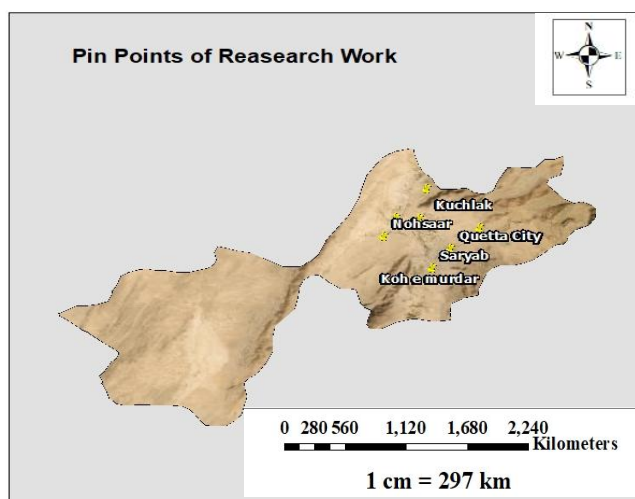 Pin Points of Reasearch Work
N
W E
S
Kuchlak
Nohsaar
Quetta City
Saryab
Koh e murdar
0 280 560 1,120 1,680 2,240
Kilometers
1 cm = 297 km